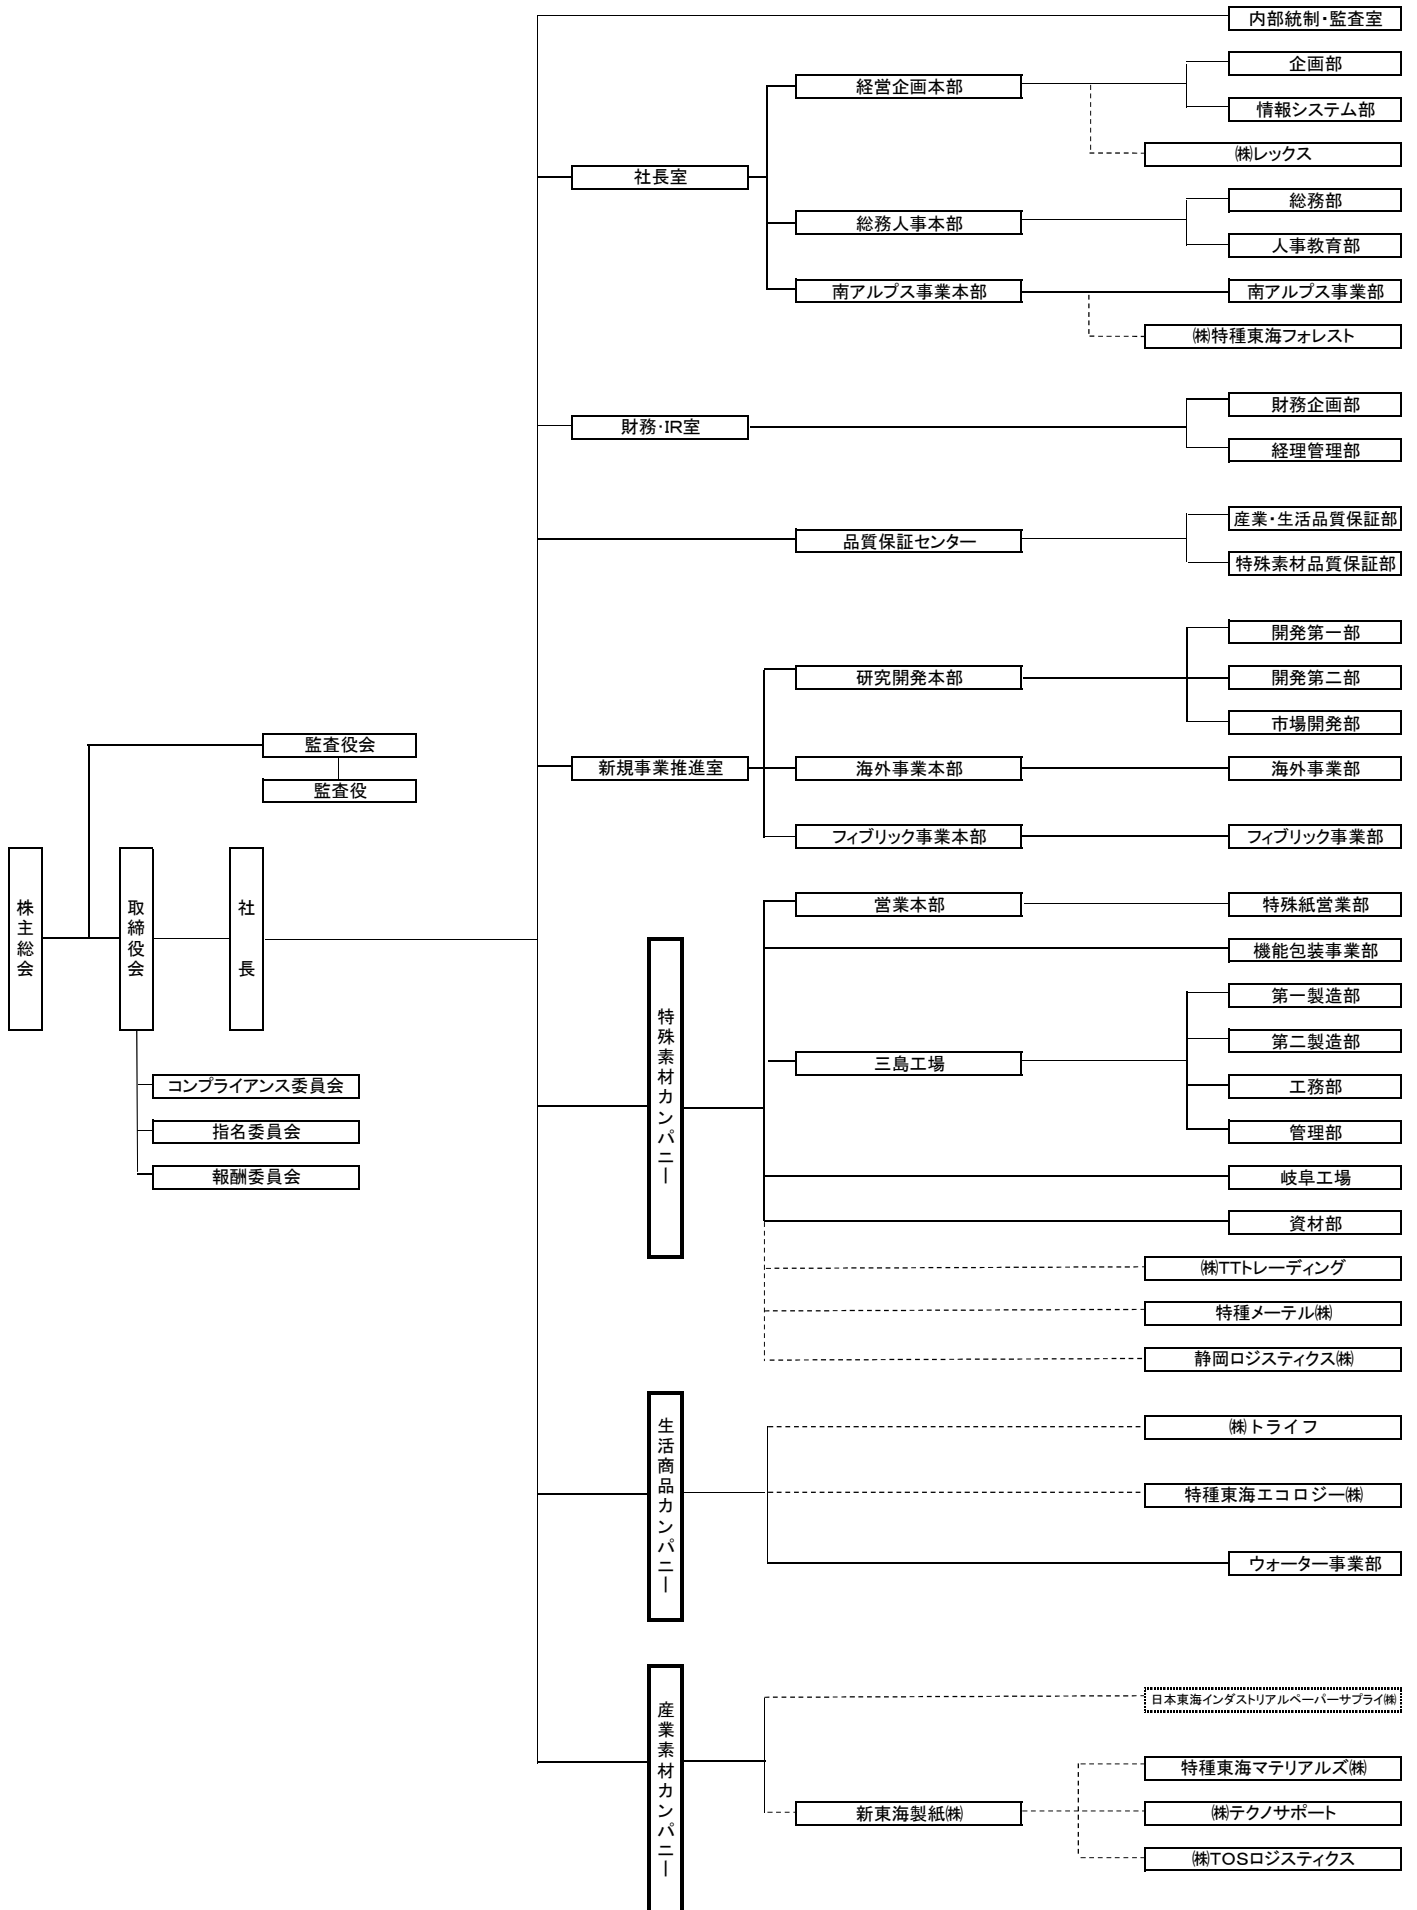 内部統制・監査室
企画部
経営企画本部
情報システム部
㈱レックス
社長室
総務部
総務人事本部
人事教育部
南アルプス事業本部
南アルプス事業部
㈱特種東海フォレスト
財務企画部
財務・IR室
経理管理部
産業・生活品質保証部
品質保証センター
特殊素材品質保証部
開発第一部
研究開発本部
開発第二部
市場開発部
監査役会
新規事業推進室
海外事業本部
海外事業部
監査役
フィブリック事業本部
フィブリック事業部
株主総会
取締役会
社長
営業本部
特殊紙営業部
機能包装事業部
特殊素材カンパニー
第一製造部
第二製造部
三島工場
コンプライアンス委員会
工務部
指名委員会
管理部
報酬委員会
岐阜工場
資材部
㈱TTトレーディング
特種メーテル㈱
静岡ロジスティクス㈱
生活商品カンパニー
㈱トライフ
特種東海エコロジー㈱
ウォーター事業部
産業素材カンパニー
日本東海インダストリアルペーパーサプライ㈱
特種東海マテリアルズ㈱
新東海製紙㈱
㈱テクノサポート
㈱TOSロジスティクス